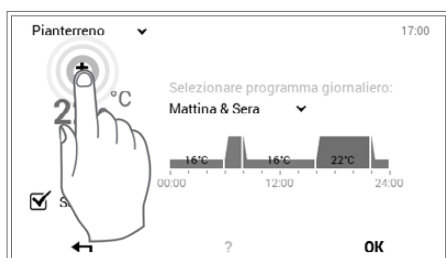 Pianterreno
17:00
+
°C
Selezionare programma giornaliero:
Mattina & Sera
16°C 16°C 22°C
00:00 12:00 24:00
? OK